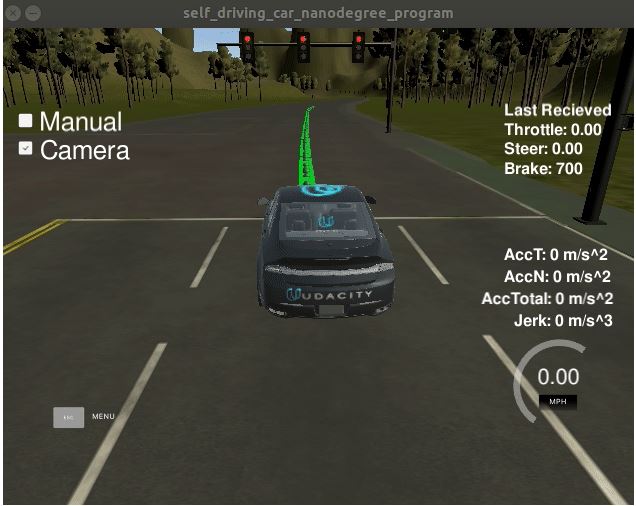 self_driving_car_nanodegree_program
Manual
Camera
Last Recieved
Throttle: 0.00
Steer: 0.00
Brake: 700
AccT: 0 m/s^2
AccN: 0 m/s^2
AccTotal: 0 m/s^2
Jerk: 0 m/s^3
UDACITY
0.00
MPH
ESC
MENU